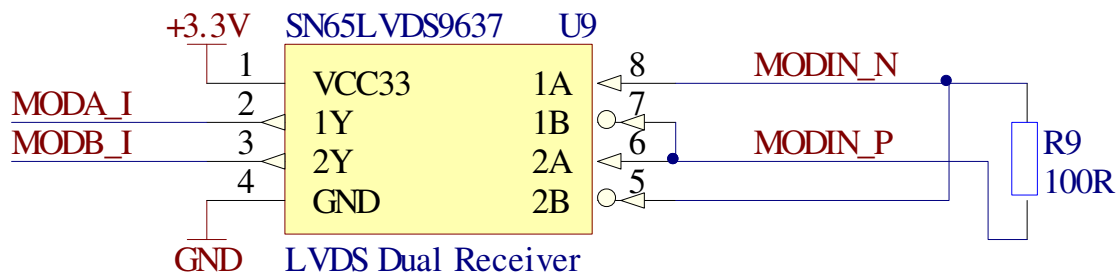 +3.3V SN65LVDS9637 U9
1 VCC33 1A 8 MODIN_N
MODA_I 2 1Y 1B 7
MODB_I 3 2Y 2A 6 MODIN_P R9
4 GND 2B 5 100R
GND LVDS Dual Receiver